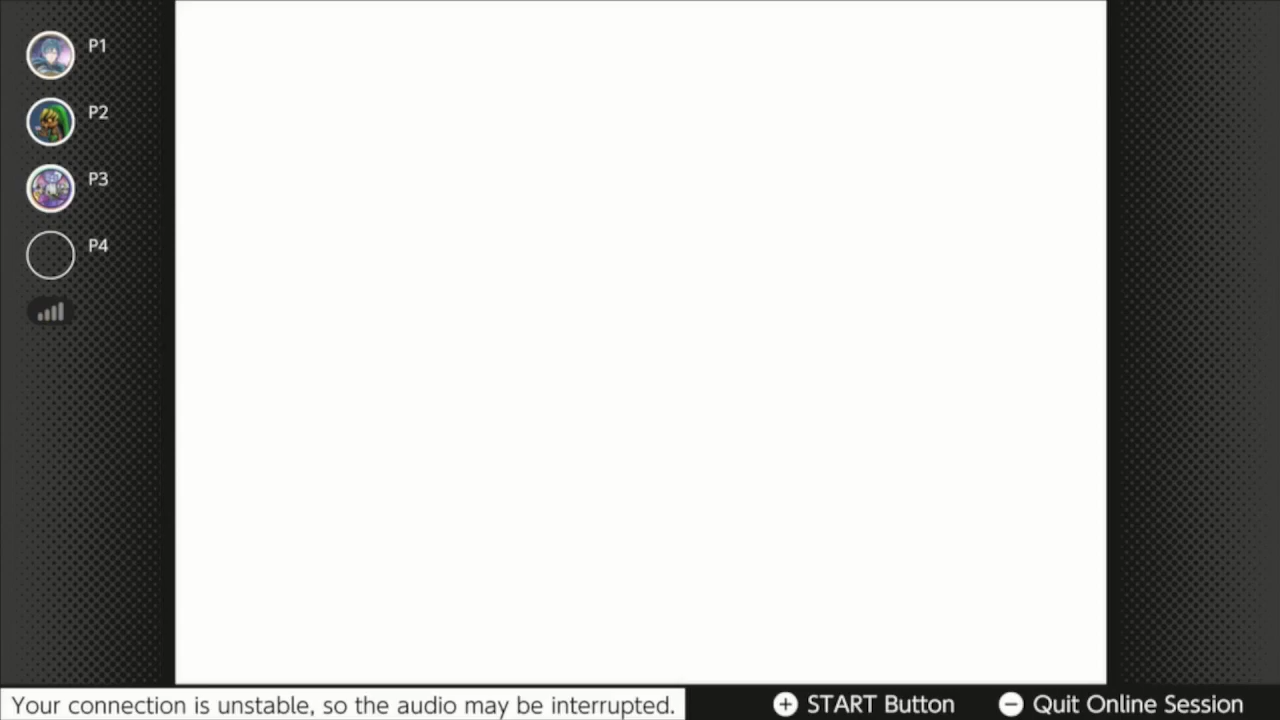 P1
P2
P3
P4
Your connection is unstable, so the audio may be interrupted.
START Button
Quit Online Session